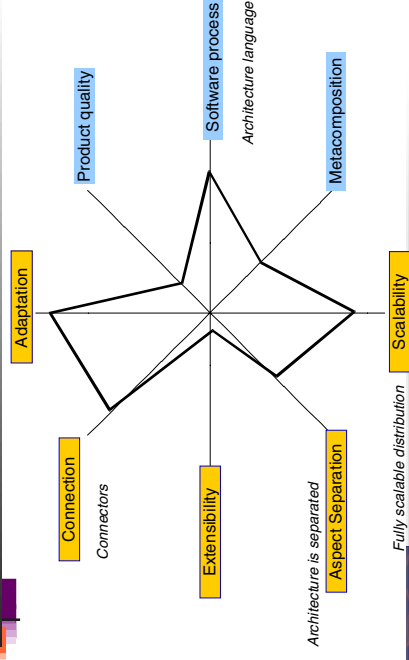 Adaptation
Product quality
Software process
Architecture language
Metacomposition
Scalability
Fully scalable distribution
Aspect Separation
Architecture is separated
Extensibility
Connection
Connectors